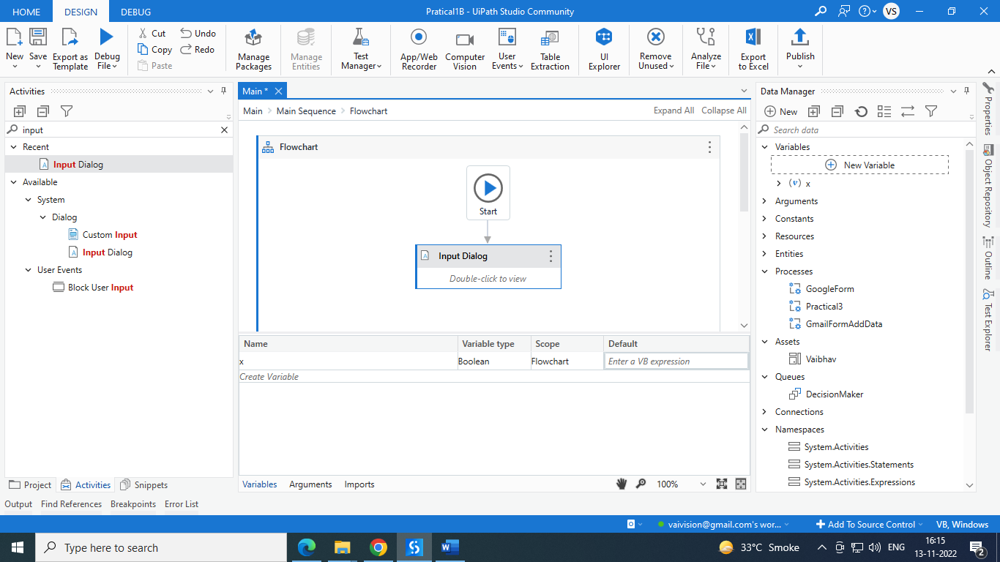 HOME DESIGN DEBUG Pratical1B - UiPath Studio Community VS
New Save Export as Template Debug File Cut Copy Paste Undo Redo Manage Packages Manage Entities Test Manager App/Web Recorder Computer Vision User Events Table Extraction UI Explorer Remove Unused Analyze File Export to Excel Publish
Activities
input
Recent
Input Dialog
Available
System
Dialog
Custom Input
Input Dialog
User Events
Block User Input
Project Activities Snippets
Main *
Main > Main Sequence > Flowchart Expand All Collapse All
Flowchart
Start
Input Dialog
Double-click to view
Name Variable type Scope Default
x Boolean Flowchart Enter a VB expression
Create Variable
Variables Arguments Imports 100%
Data Manager
New
Search data
Variables
New Variable
(v) x
Arguments
Constants
Resources
Entities
Processes
GoogleForm
Practical3
GmailFormAddData
Assets
Vaibhav
Queues
DecisionMaker
Connections
Namespaces
System.Activities
System.Activities.Statements
System.Activities.Expressions
Properties
Object Repository
Outline
Test Explorer
Output Find References Breakpoints Error List
vaivision@gmail.com's wor... Add To Source Control VB, Windows
Type here to search 33°C Smoke ENG 16:15
13-11-2022 2